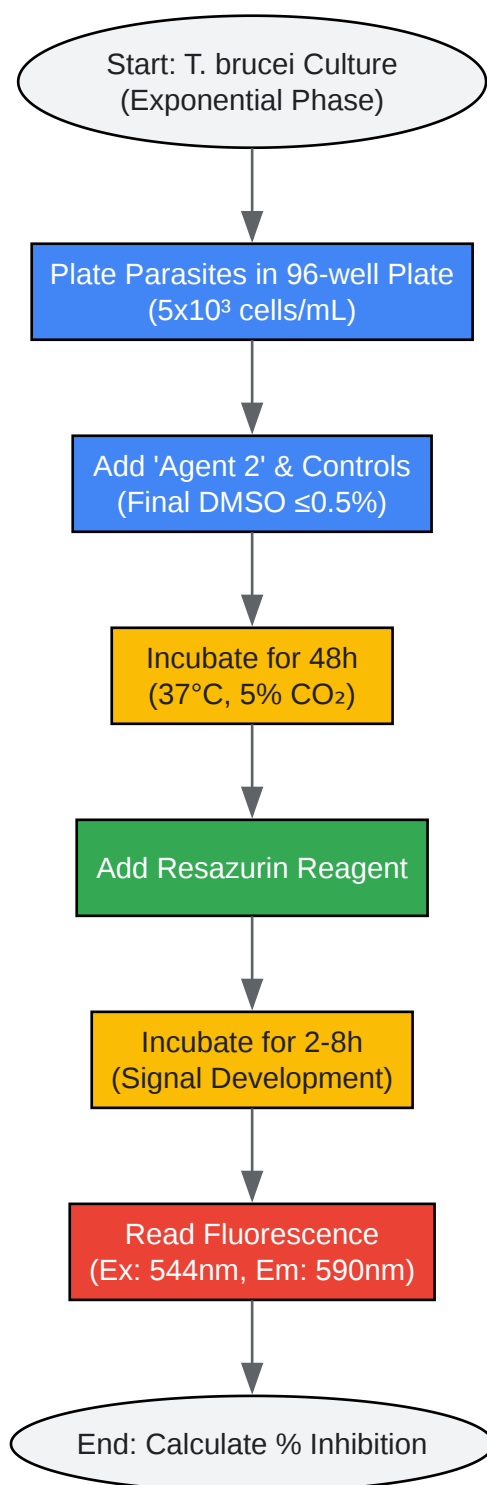 Start: T. brucei Culture
(Exponential Phase)
Plate Parasites in 96-well Plate
(5x10³ cells/mL)
Add 'Agent 2' & Controls
(Final DMSO ≤0.5%)
Incubate for 48h
(37°C, 5% CO₂)
Add Resazurin Reagent
Incubate for 2-8h
(Signal Development)
Read Fluorescence
(Ex: 544nm, Em: 590nm)
End: Calculate % Inhibition